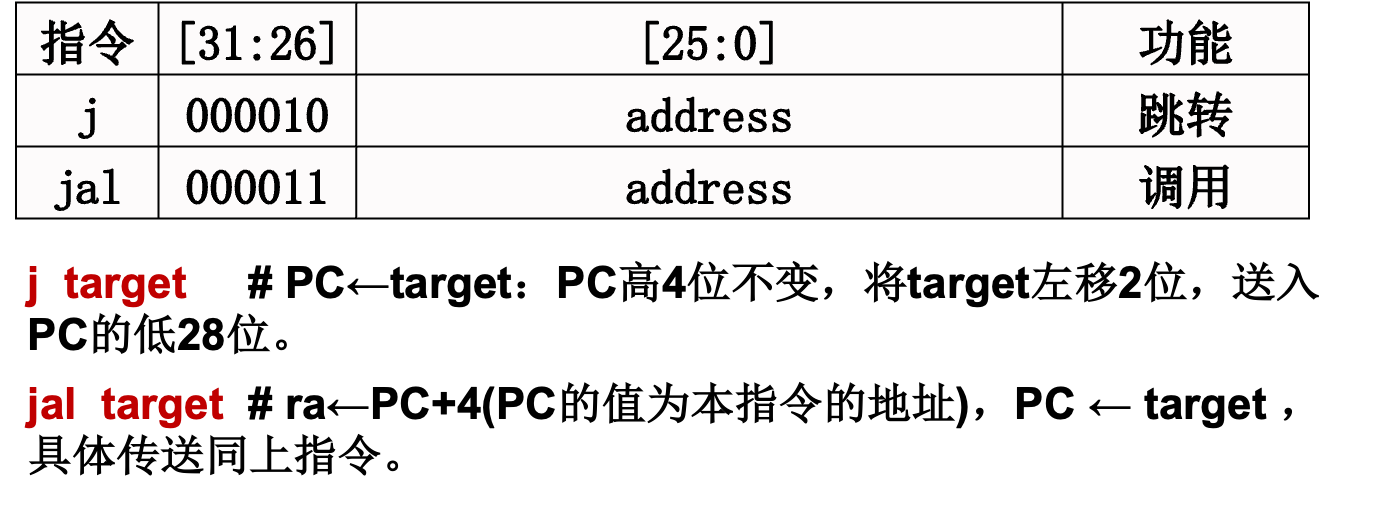 指令 [31:26] [25:0] 功能
j 000010 address 跳转
jal 000011 address 调用
j target # PC←target：PC高4位不变，将target左移2位，送入
PC的低28位。
jal target # ra←PC+4(PC的值为本指令的地址)，PC ← target ，
具体传送同上指令。